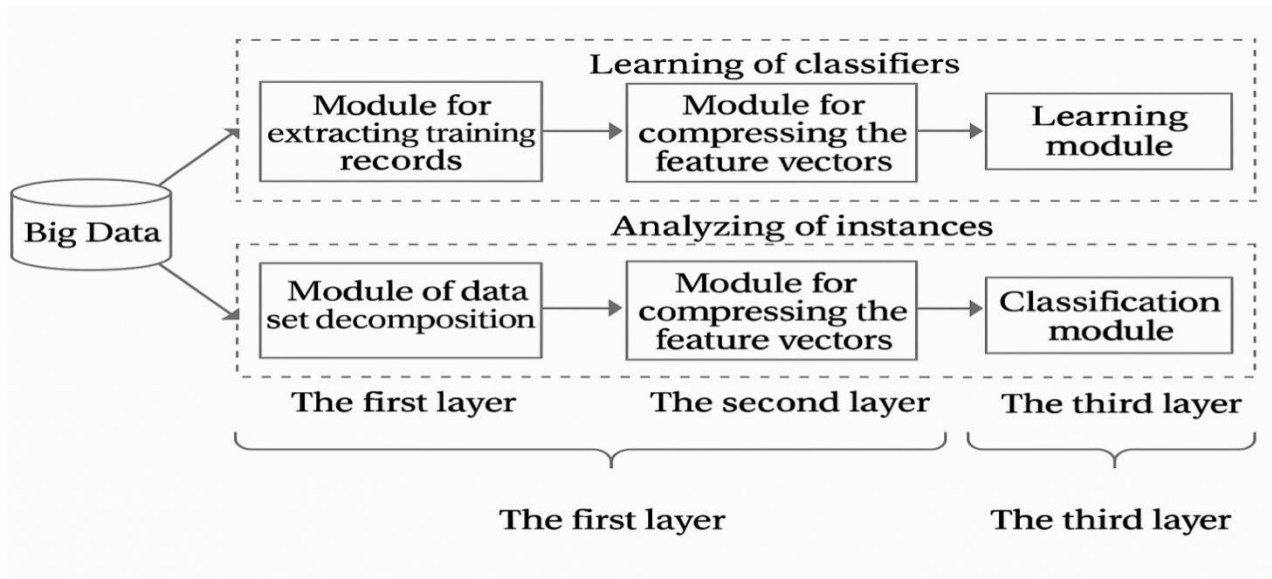 Learning of classifiers
Module for
extracting training
records
Module for
compressing the
feature vectors
Learning
module
Big Data
Analyzing of instances
Module of data
set decomposition
Module for
compressing the
feature vectors
Classification
module
The first layer
The second layer
The third layer
The first layer
The third layer